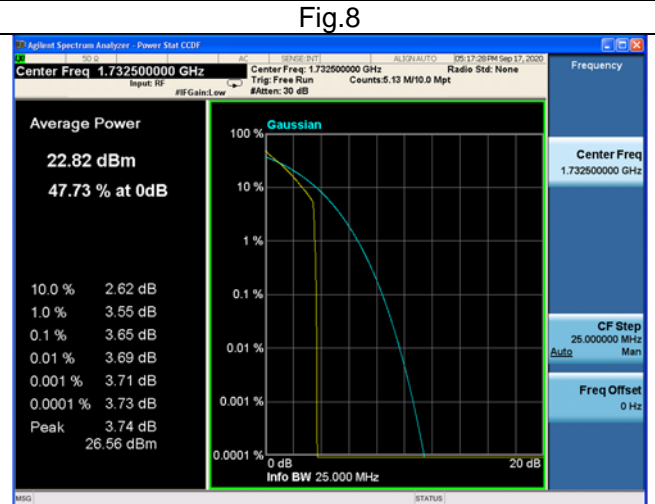 Fig.8
Agilent Spectrum Analyzer - Power Stat CCDF
50 Ω AC SENSE:INT ALIGN AUTO 05:17:28 PM Sep 17, 2020
Center Freq 1.732500000 GHz
Input: RF
#IFGain:Low
Center Freq: 1.732500000 GHz Radio Std: None
Trig: Free Run Counts:5.13 M/10.0 Mpt
#Atten: 30 dB
Frequency
Average Power
22.82 dBm
47.73 % at 0dB
10.0 % 2.62 dB
1.0 % 3.55 dB
0.1 % 3.65 dB
0.01 % 3.69 dB
0.001 % 3.71 dB
0.0001 % 3.73 dB
Peak 3.74 dB
26.56 dBm
Gaussian
100 %
10 %
1 %
0.1 %
0.01 %
0.001 %
0.0001 %
0 dB 20 dB
Info BW 25.000 MHz
Center Freq
1.732500000 GHz
CF Step
25.000000 MHz
Auto Man
Freq Offset
0 Hz
MSG STATUS